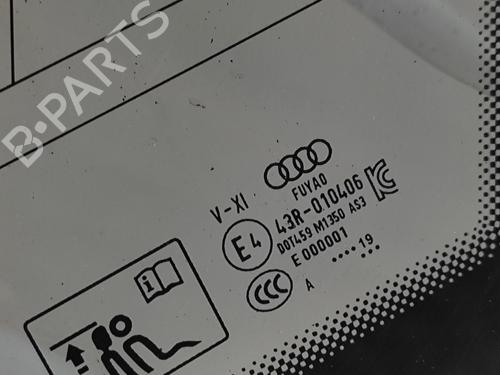 B-PARTS
FUYAO
V-XI
E4
43R-010406
DOT459 M1350 AS3
E 000001
CCC
.... 19
...
A